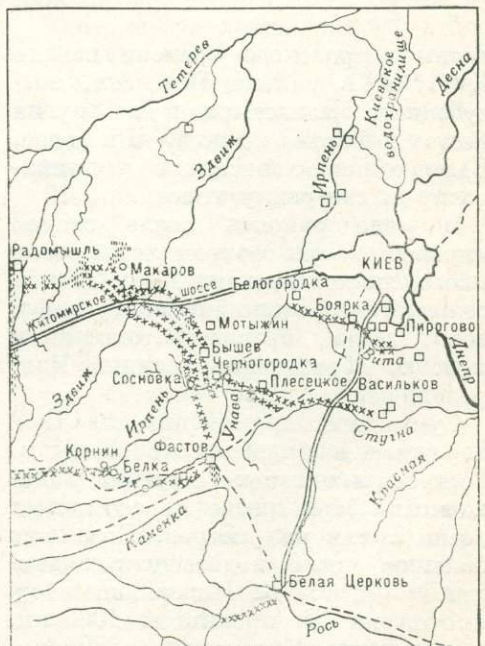 Тетерев
Здвиж
Ирпень
Киевское
водохранилище
Десна
Радомышль
Макаров
Житомирское
шоссе
Белогородка
КИЕВ
Боярка
Мотыжин
Пирогово
Бышев
Вита
Днепр
Черногородка
Сосновка
Плесецкое
Васильков
Здвиж
Ирпень
Унава
Стугна
Корнин
Белка
Фастов
Красная
Каменка
Белая Церковь
Рось